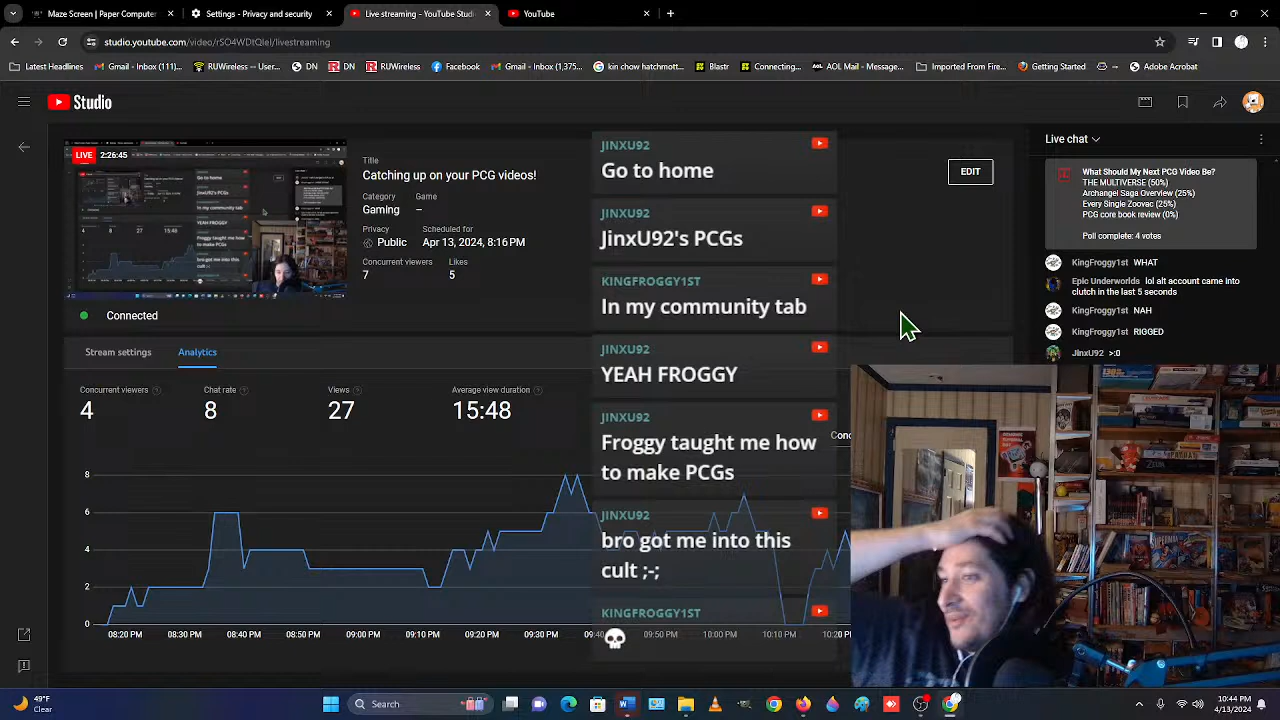 Maze Screen | Paper Computer
Settings - Privacy and security
Live streaming - YouTube Studi
YouTube
studio.youtube.com/video/rSO4WDtQIeI/livestreaming
Latest Headlines
Gmail - Inbox (111)...
RUWireless -- User...
DN
DN
RUWireless
Facebook
Gmail - Inbox (1,375...
kin chow hatchmott...
Blastr
Connecting...
AOL Mail - Message...
Imported From Fire...
Getting Started
Adobe Acrobat
Studio
LIVE 2:26:45
Title
Catching up on your PCG videos!
Category
Game
Gaming
–
Privacy
Scheduled for
Public
Apr 13, 2024, 8:16 PM
Concurrent viewers
Likes
7
5
EDIT
Connected
Stream settings
Analytics
Concurrent viewers
4
Chat rate
8
Views
27
Average view duration
15:48
8
6
4
2
0
08:20 PM
08:30 PM
08:40 PM
08:50 PM
09:00 PM
09:10 PM
09:20 PM
09:30 PM
09:40
09:50 PM
10:00 PM
10:10 PM
10:20 P
JINXU92
Go to home
JINXU92
JinxU92's PCGs
KINGFROGGY1ST
In my community tab
JINXU92
YEAH FROGGY
JINXU92
Froggy taught me how
to make PCGs
JINXU92
bro got me into this
cult ;-;
KINGFROGGY1ST
💀
Conc
Live chat
What Should My Next PCG Video Be?
THE MULTIVERSE (50%)
Archangel Saga Overview (25%)
Every Single Zoovac (25%)
PCG Lore book review (0%)
Poll complete: 4 votes
KingFroggy1st WHAT
Epic Underworlds lol alt account came into
clutch in the last 5 seconds
KingFroggy1st NAH
KingFroggy1st RIGGED
JinxU92 >:0
49°F
Clear
Search
10:44 PM
4/13/2024